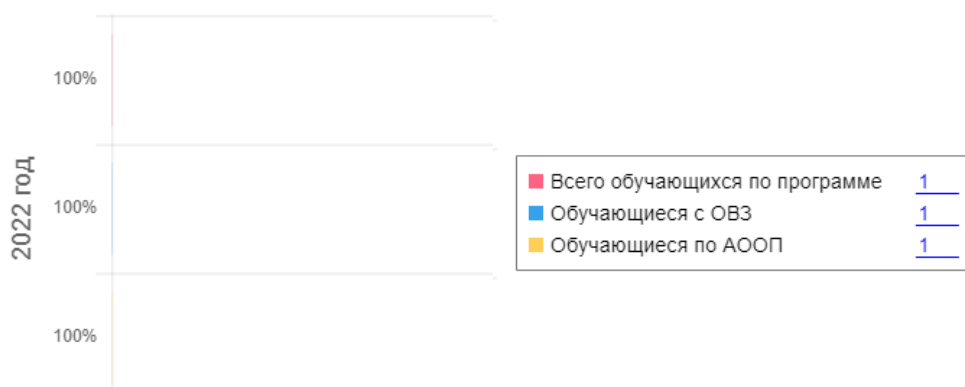 2022 год
100%
100%
100%
Всего обучающихся по программе 1
Обучающиеся с ОВЗ 1
Обучающиеся по АООП 1